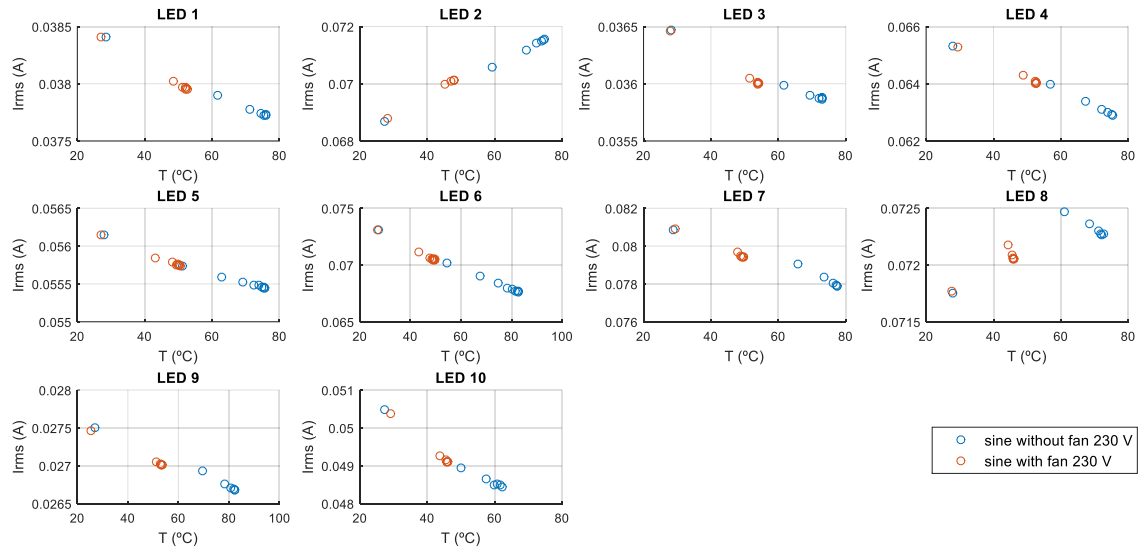 LED 1
LED 2
LED 3
LED 4
0.0385
0.072
0.0365
0.066
Irms (A)
0.038
Irms (A)
0.07
Irms (A)
0.036
Irms (A)
0.064
0.0375
0.068
0.0355
0.062
20 40 60 80
20 40 60 80
20 40 60 80
20 40 60 80
T (ºC)
T (ºC)
T (ºC)
T (ºC)
LED 5
LED 6
LED 7
LED 8
0.0565
0.075
0.082
0.0725
Irms (A)
0.056
0.0555
Irms (A)
0.07
Irms (A)
0.08
0.078
Irms (A)
0.072
0.055
0.065
0.076
0.0715
20 40 60 80
20 40 60 80 100
20 40 60 80
20 40 60 80
T (ºC)
T (ºC)
T (ºC)
T (ºC)
LED 9
LED 10
0.028
0.051
Irms (A)
0.0275
0.027
Irms (A)
0.05
0.049
0.0265
0.048
20 40 60 80 100
20 40 60 80
T (ºC)
T (ºC)
sine without fan 230 V
sine with fan 230 V